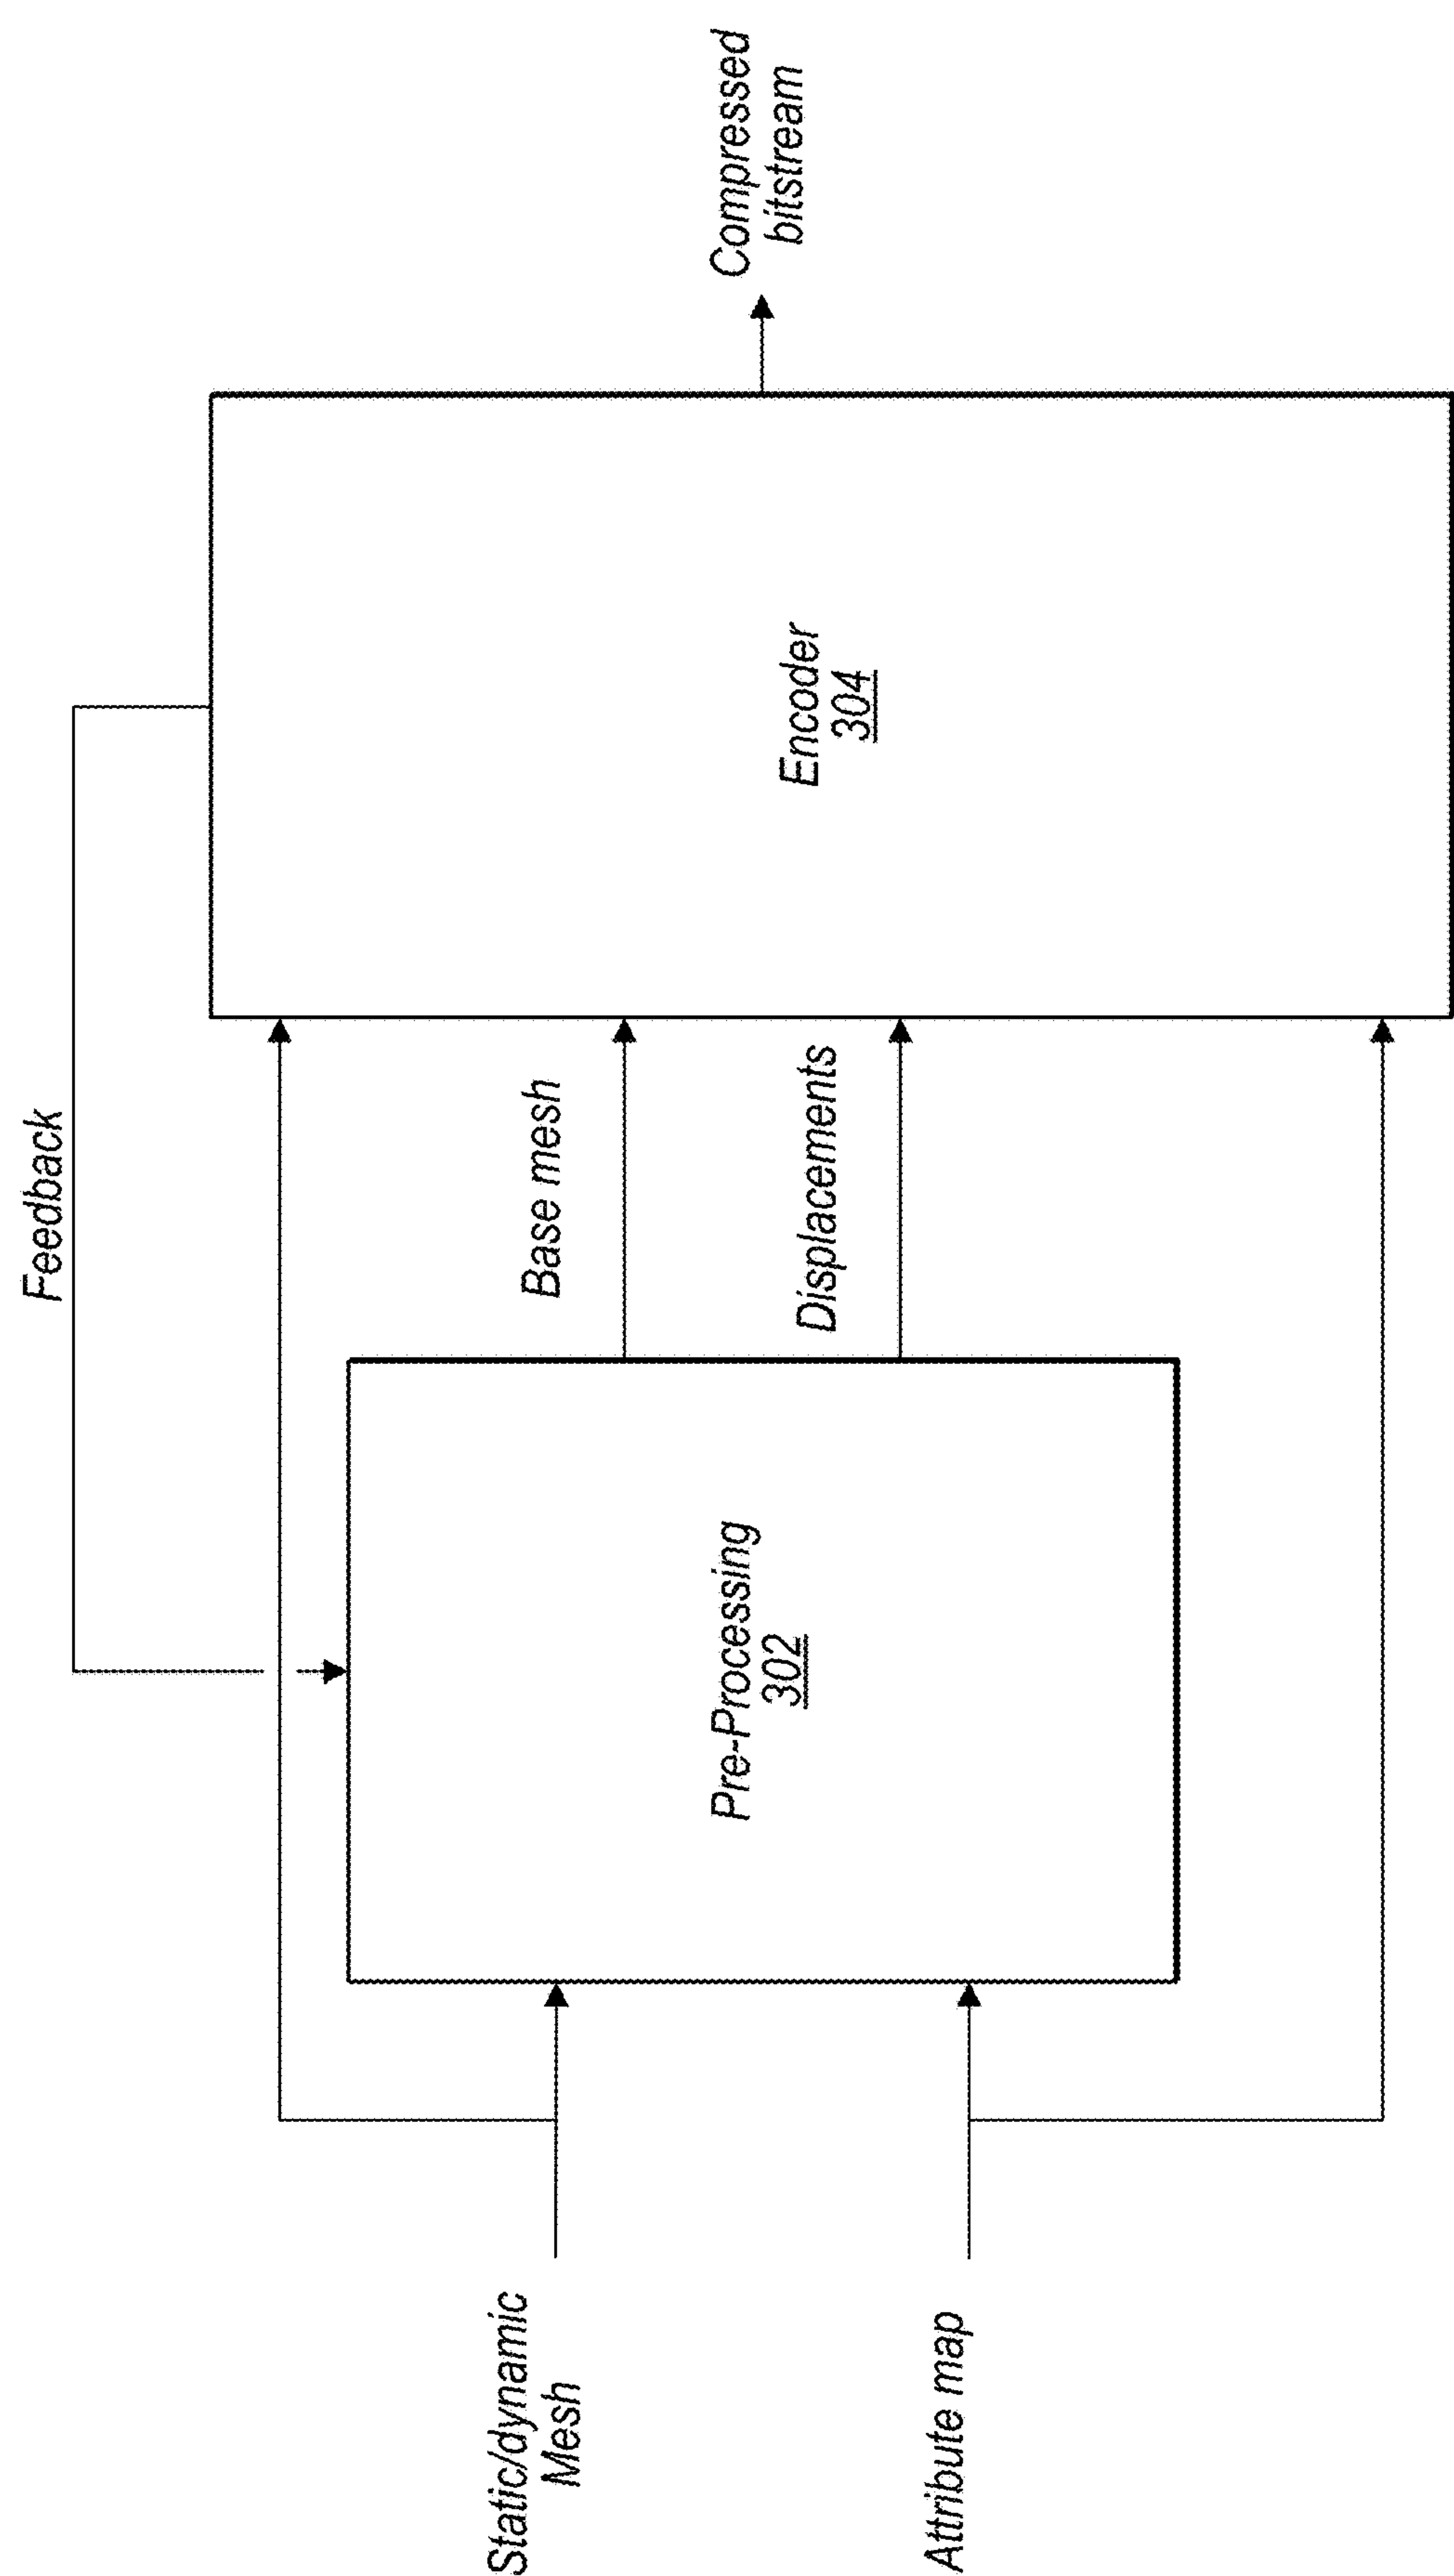 Feedback
Static/dynamic
Mesh
Attribute map
Pre-Processing
302
Base mesh
Displacements
Encoder
304
Compressed
bitstream